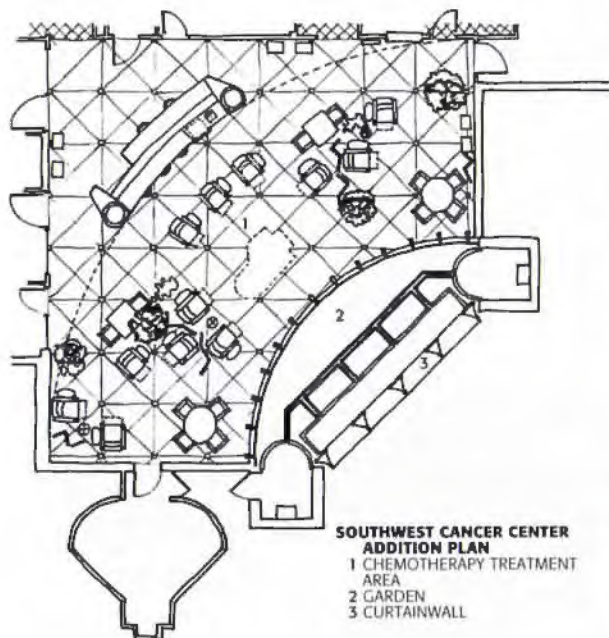 1
2
3
SOUTHWEST CANCER CENTER
ADDITION PLAN
1 CHEMOTHERAPY TREATMENT
AREA
2 GARDEN
3 CURTAINWALL